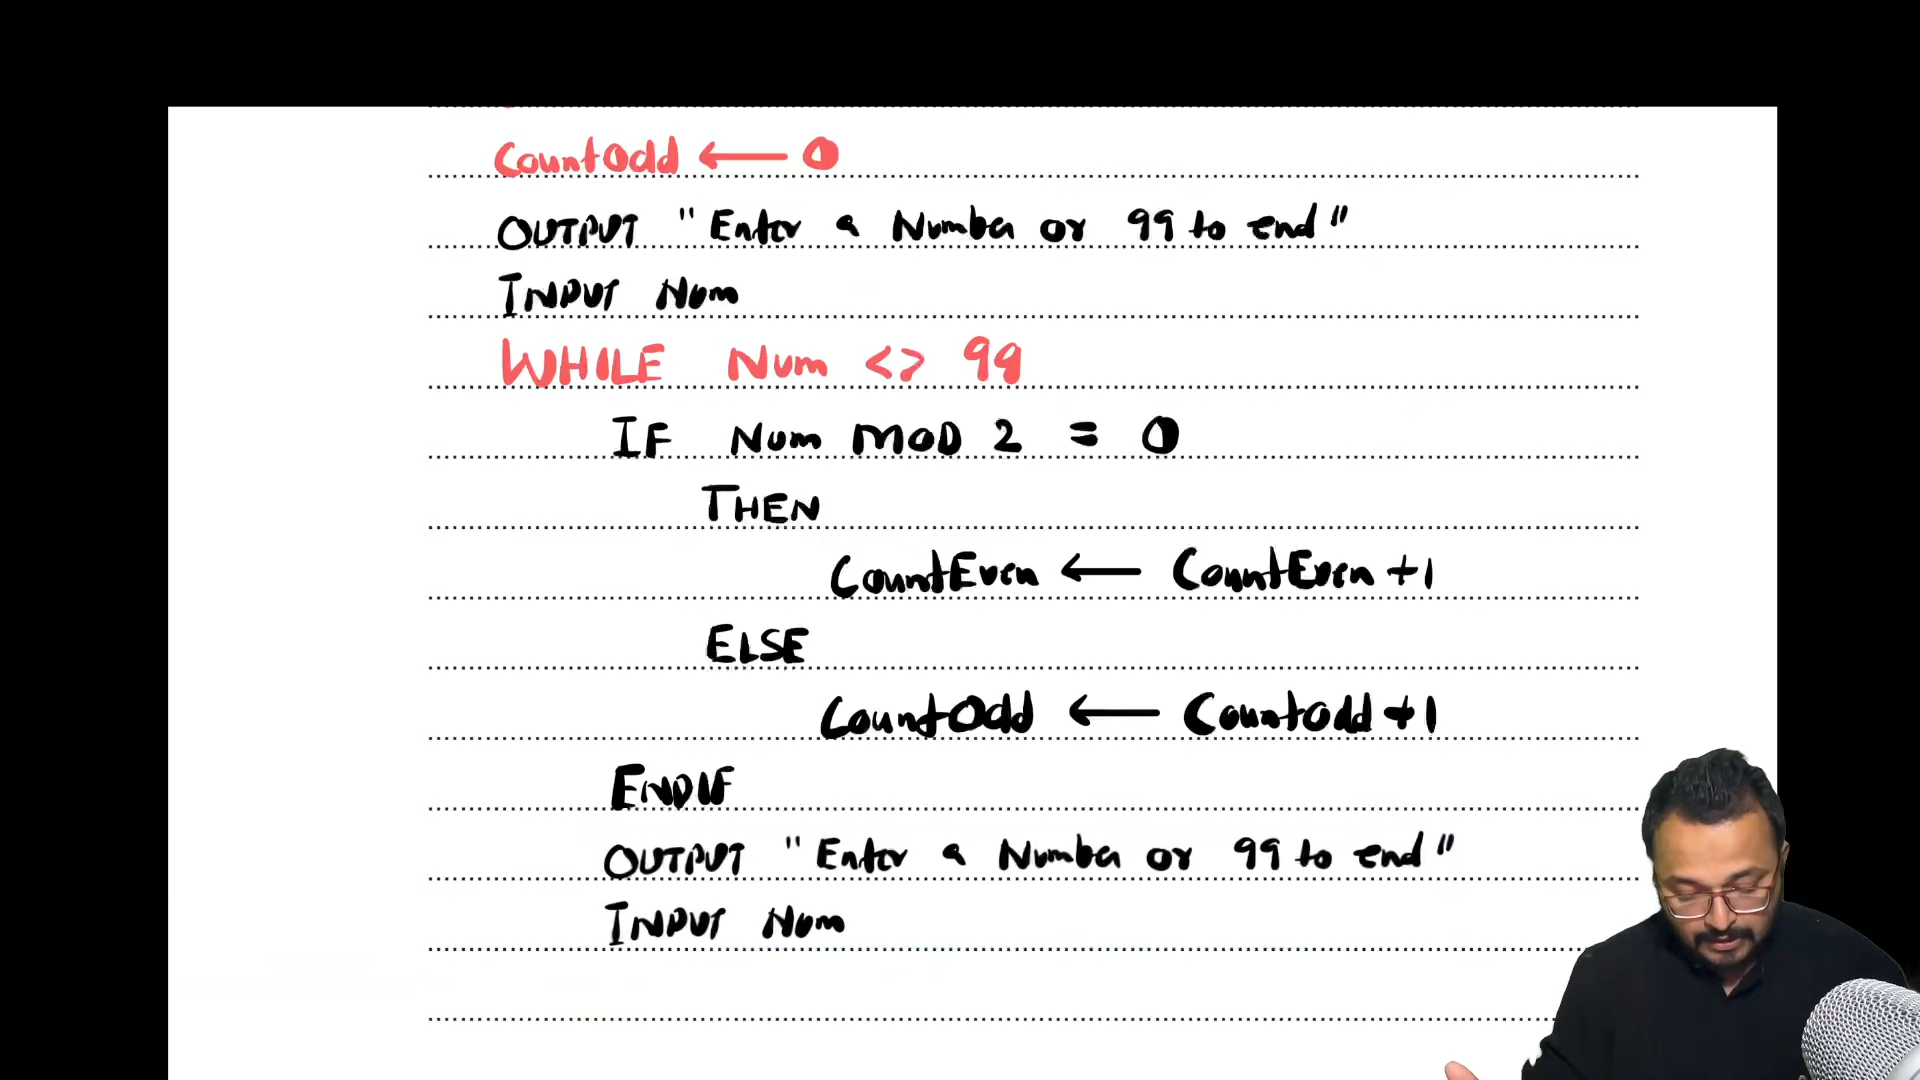 CountOdd ← 0
OUTPUT "Enter a Number or 99 to end"
INPUT Num
WHILE Num <> 99
IF Num MOD 2 = 0
THEN
CountEven ← CountEven +1
ELSE
CountOdd ← CountOdd +1
ENDIF
OUTPUT "Enter a Number or 99 to end"
INPUT Num